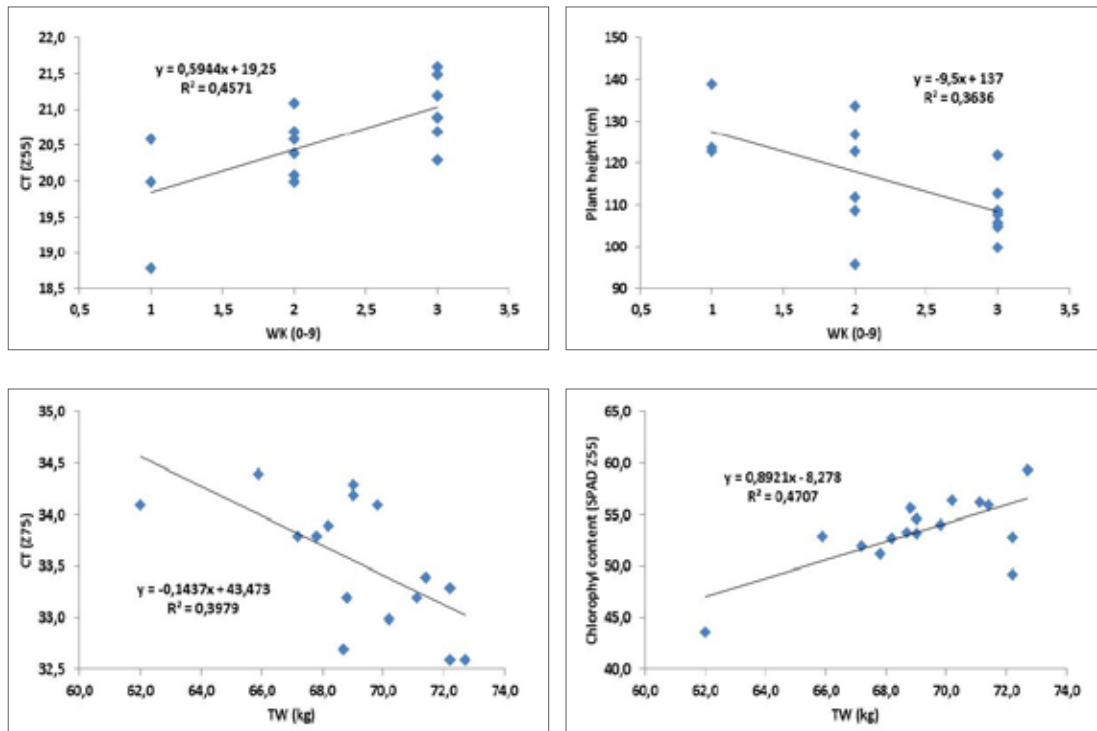 22,0
21,5
21,0
20,5
20,0
19,5
19,0
18,5
CT (Z55)
y = 0,5944x + 19,25
R² = 0,4571
0,5 1 1,5 2 2,5 3 3,5
WK (0-9)
150
140
130
120
110
100
90
Plant height (cm)
y = -9,5x + 137
R² = 0,3636
0,5 1 1,5 2 2,5 3 3,5
WK (0-9)
35,0
34,5
34,0
33,5
33,0
32,5
CT (Z75)
y = -0,1437x + 43,473
R² = 0,3979
60,0 62,0 64,0 66,0 68,0 70,0 72,0 74,0
TW (kg)
65,0
60,0
55,0
50,0
45,0
40,0
Chlorophyl content (SPAD Z55)
y = 0,8921x - 8,278
R² = 0,4707
60,0 62,0 64,0 66,0 68,0 70,0 72,0 74,0
TW (kg)